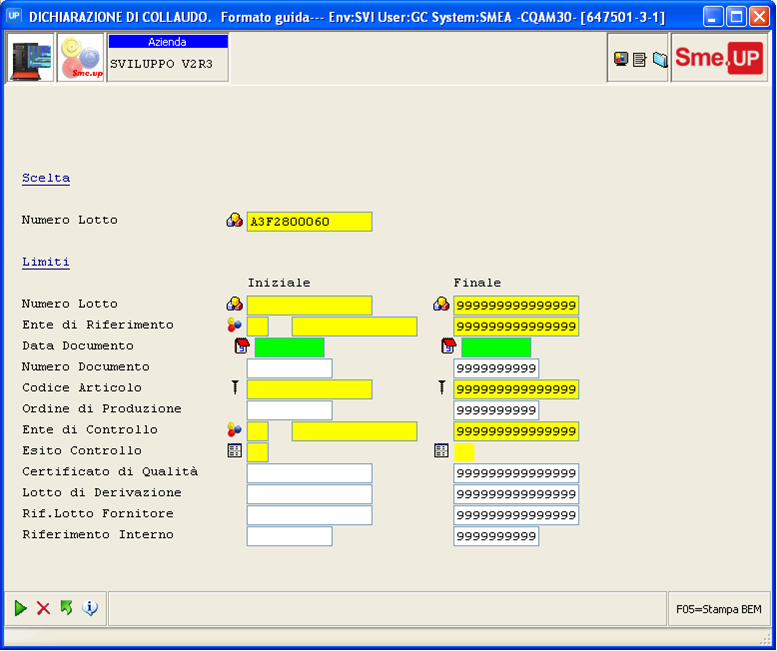 UP DICHIARAZIONE DI COLLAUDO. Formato guida--- Env:SVI User:GC System:SMEA -CQAM30- [647501-3-1]
Sme.up
Azienda
SVILUPPO V2R3
Sme.UP
Scelta
Numero Lotto A3F2800060
Limiti
Iniziale Finale
Numero Lotto 999999999999999
Ente di Riferimento 999999999999999
Data Documento
Numero Documento 9999999999
Codice Articolo 999999999999999
Ordine di Produzione 9999999999
Ente di Controllo 999999999999999
Esito Controllo
Certificato di Qualità 999999999999999
Lotto di Derivazione 999999999999999
Rif.Lotto Fornitore 999999999999999
Riferimento Interno 9999999999
F05=Stampa BEM